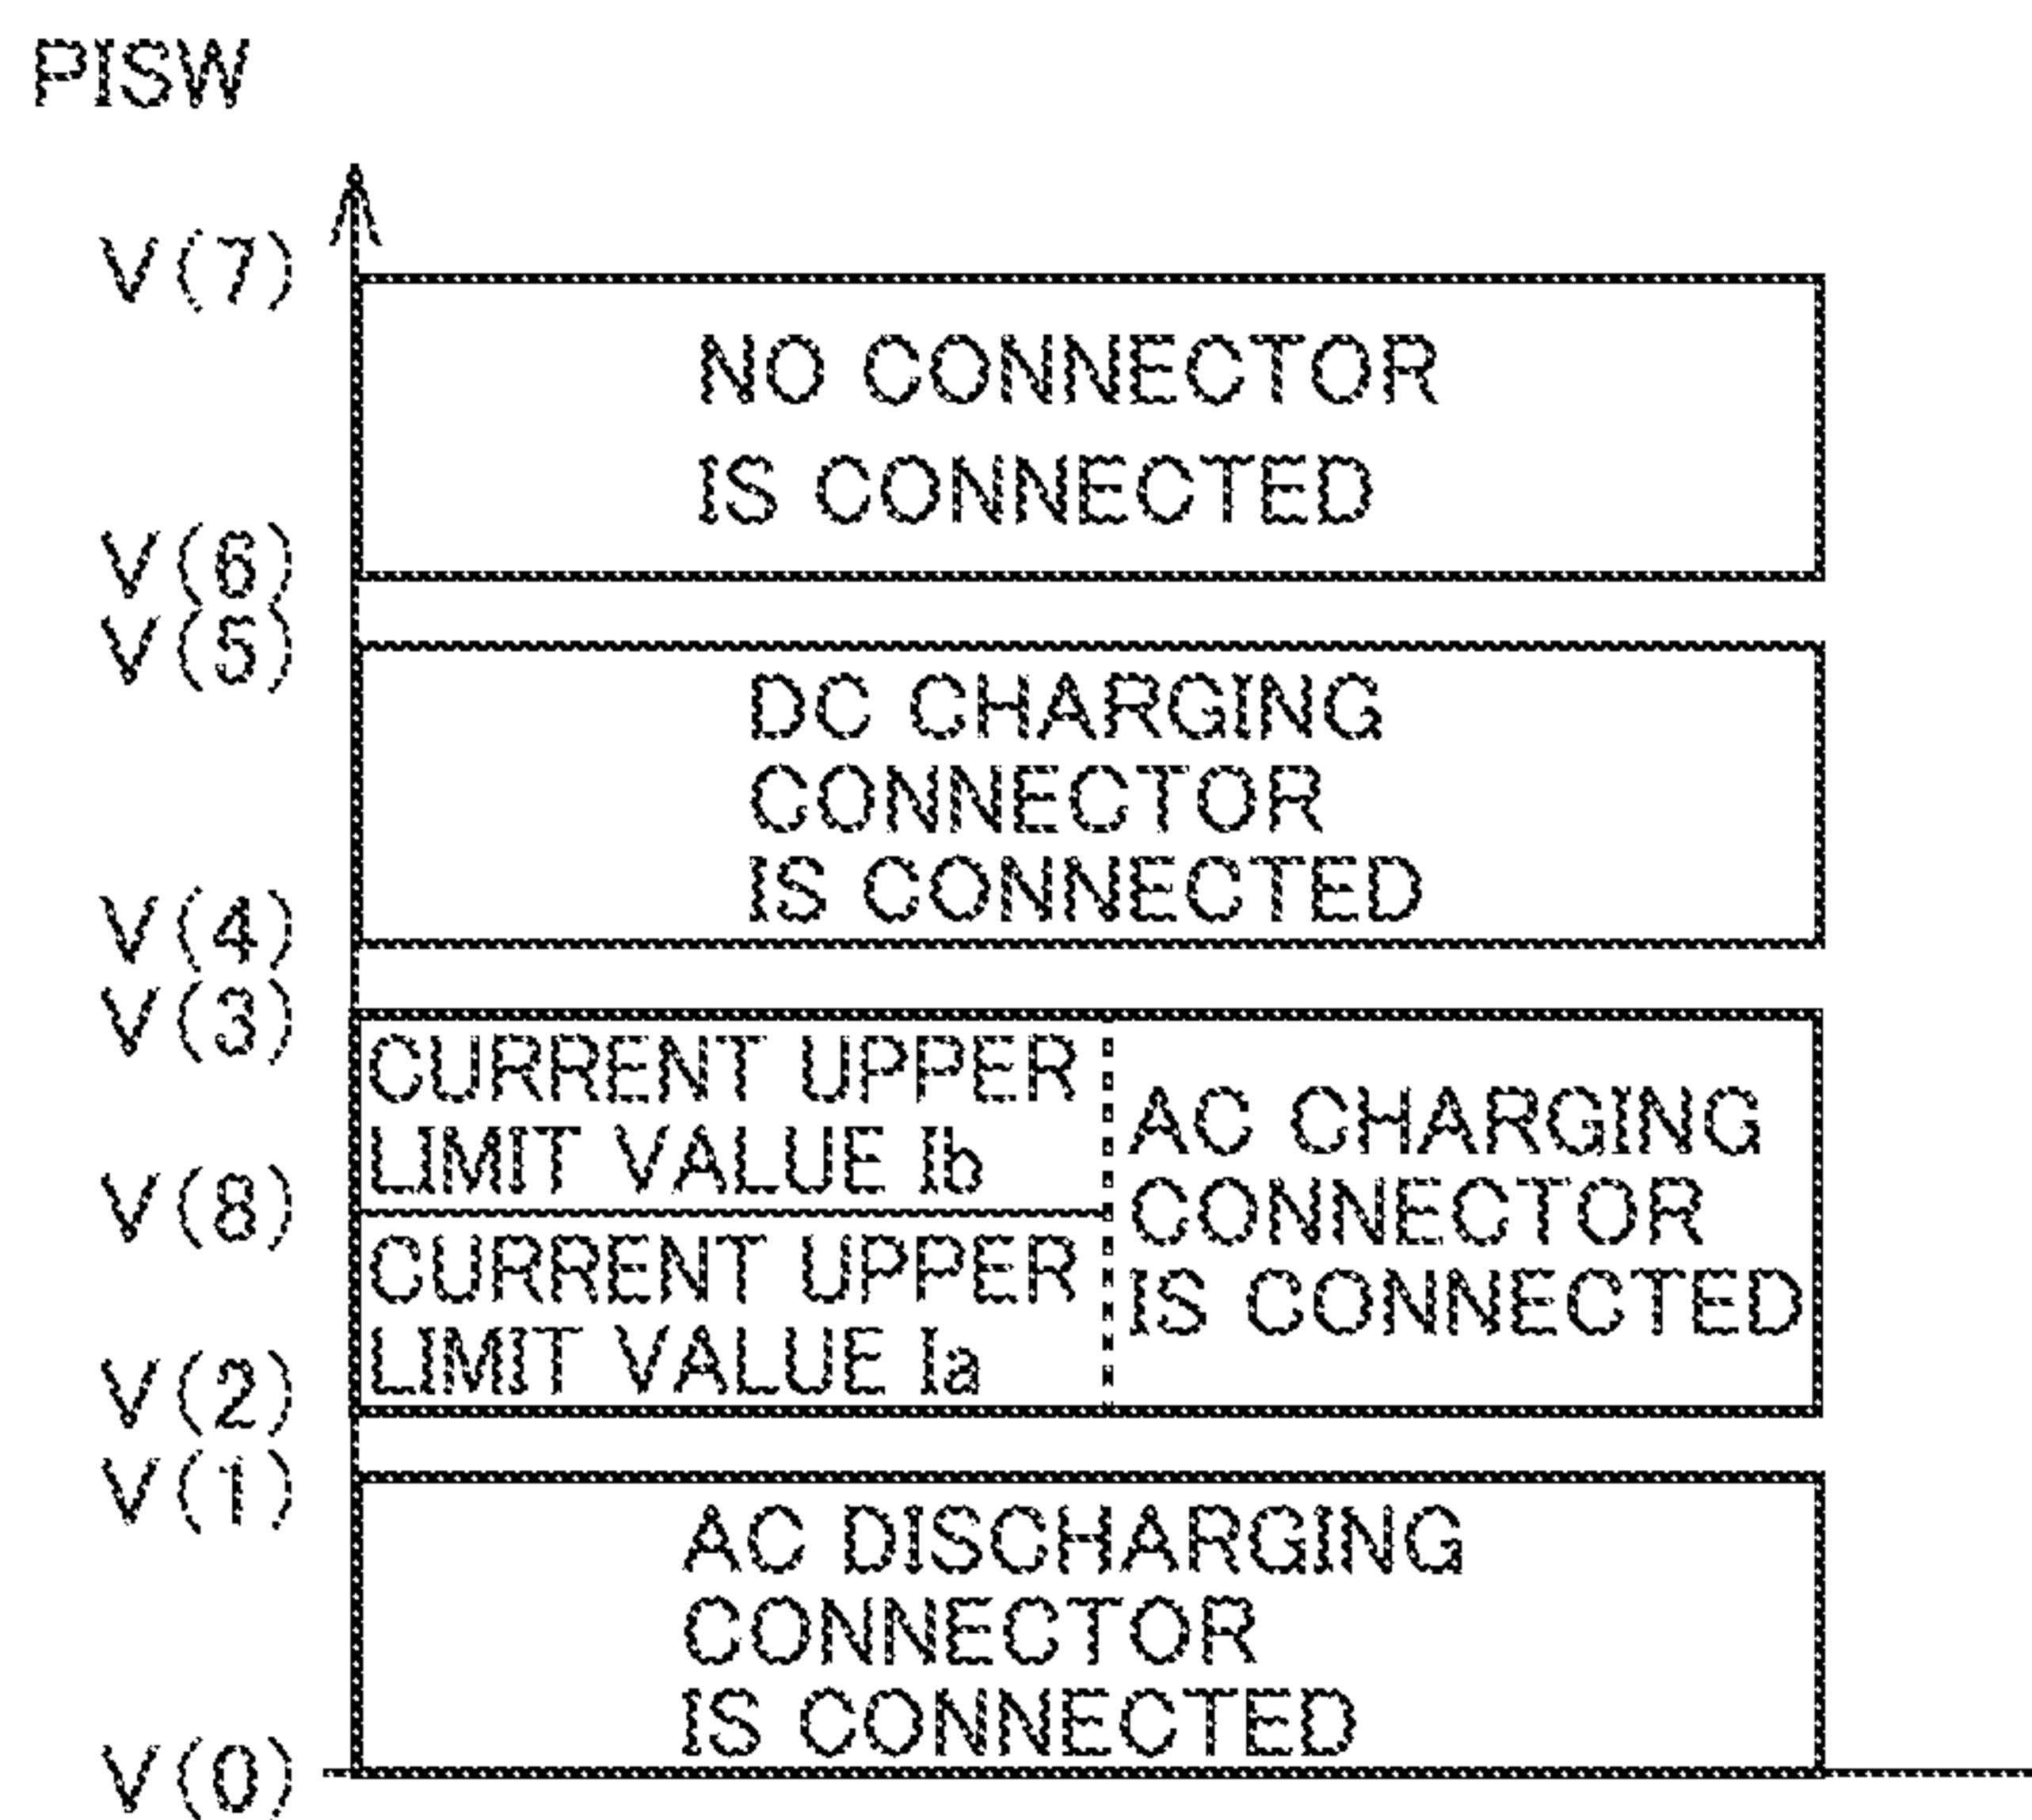 PISW
V(7)
NO CONNECTOR
IS CONNECTED
V(6)
V(5)
DC CHARGING
CONNECTOR
IS CONNECTED
V(4)
V(3)
CURRENT UPPER
LIMIT VALUE Ib
AC CHARGING
CONNECTOR
IS CONNECTED
V(8)
CURRENT UPPER
LIMIT VALUE Ia
V(2)
V(1)
AC DISCHARGING
CONNECTOR
IS CONNECTED
V(0)